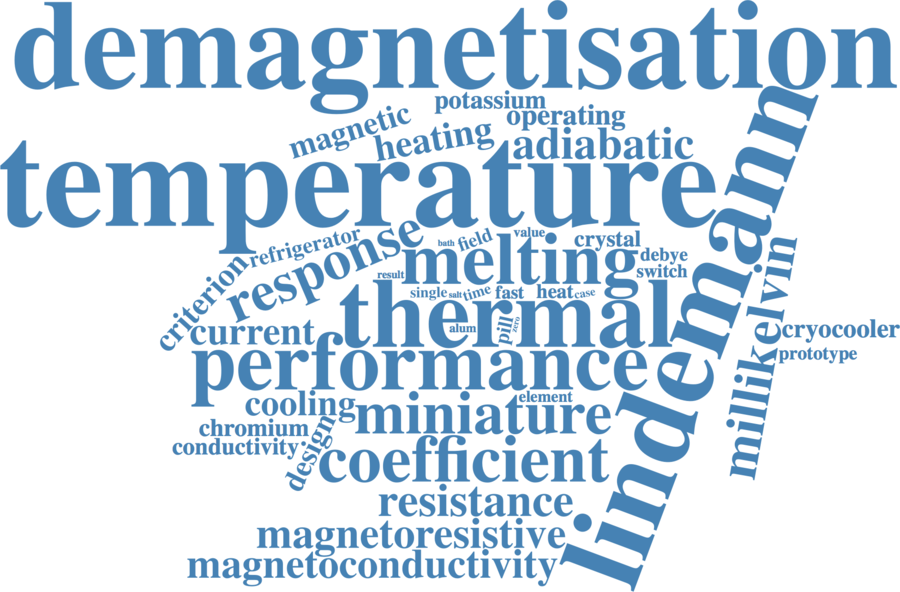 demagnetisation
potassium
magnetic
operating
heating
adiabatic
temperature
lindemann
response
refrigerator
bath
field
value
crystal
melting
debye
switch
result
criterion
single
salt
time
fast
heat
case
thermal
millikelvin
current
alum
pill
zero
cryocooler
performance
prototype
cooling
element
miniature
chromium
conductivity
design
coefficient
resistance
magnetoresistive
magnetoconductivity